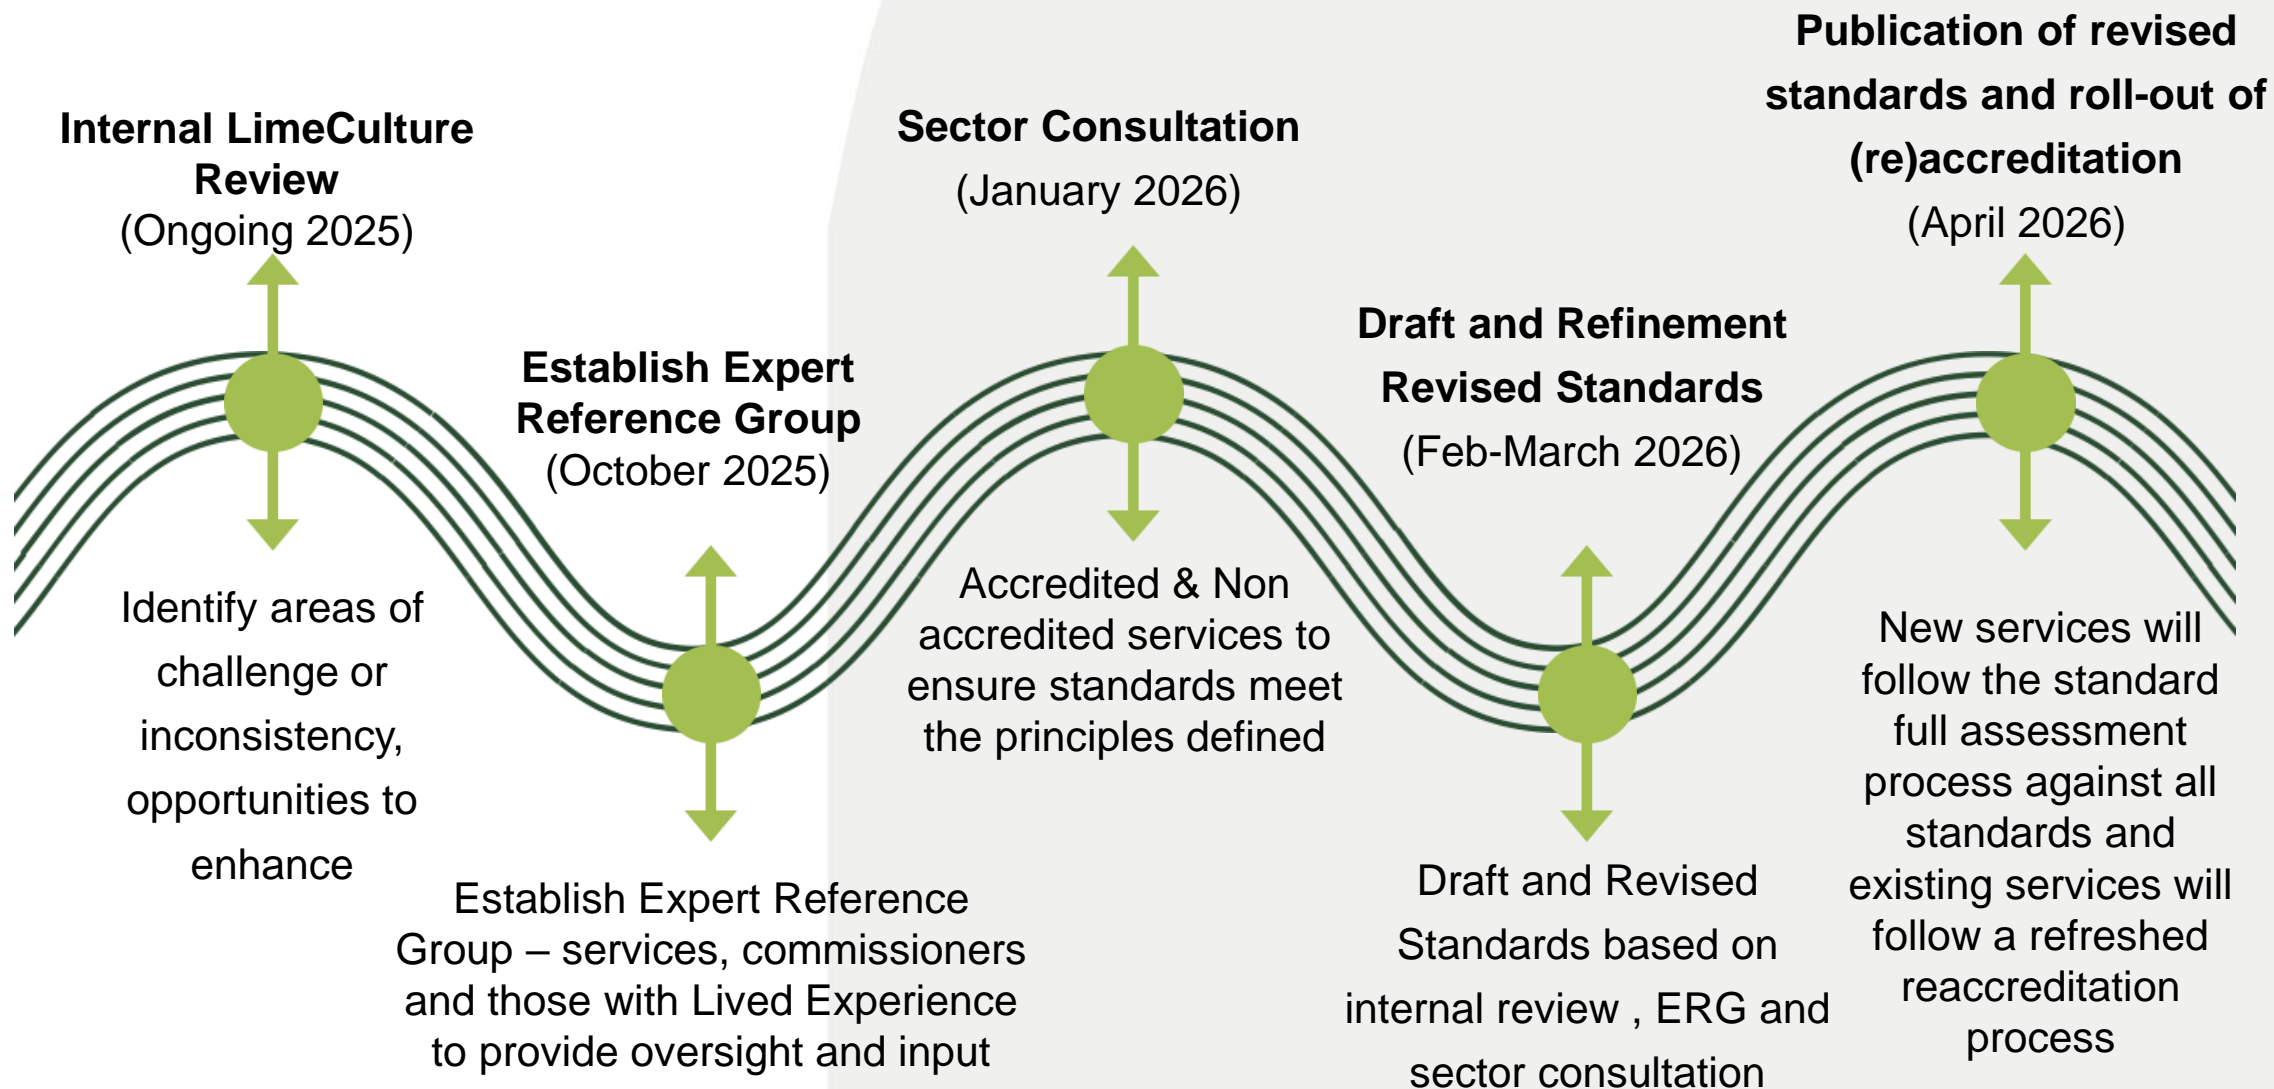 Internal LimeCulture
Review
(Ongoing 2025)
Identify areas of
challenge or
inconsistency,
opportunities to
enhance
Establish Expert
Reference Group
(October 2025)
Establish Expert Reference
Group – services, commissioners
and those with Lived Experience
to provide oversight and input
Sector Consultation
(January 2026)
Accredited & Non
accredited services to
ensure standards meet
the principles defined
Draft and Refinement
Revised Standards
(Feb-March 2026)
Draft and Revised
Standards based on
internal review , ERG and
sector consultation
Publication of revised
standards and roll-out of
(re)accreditation
(April 2026)
New services will
follow the standard
full assessment
process against all
standards and
existing services will
follow a refreshed
reaccreditation
process